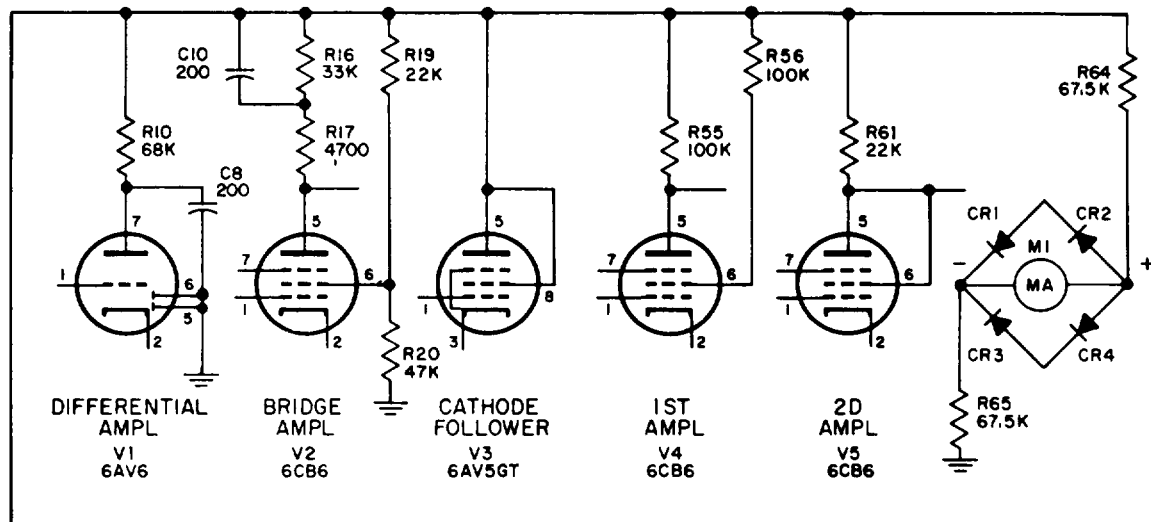 C10
200
R16
33K
R19
22K
R56
100K
R64
67.5K
R10
68K
R17
4700
R55
100K
R61
22K
C8
200
7
5
5
5
5
CR1
CR2
M1
MA
-
+
1
6
5
2
7
1
6
2
1
8
3
7
1
6
2
7
1
6
2
CR3
CR4
R20
47K
R65
67.5K
DIFFERENTIAL
AMPL
V1
6AV6
BRIDGE
AMPL
V2
6CB6
CATHODE
FOLLOWER
V3
6AV5GT
1ST
AMPL
V4
6CB6
2D
AMPL
V5
6CB6